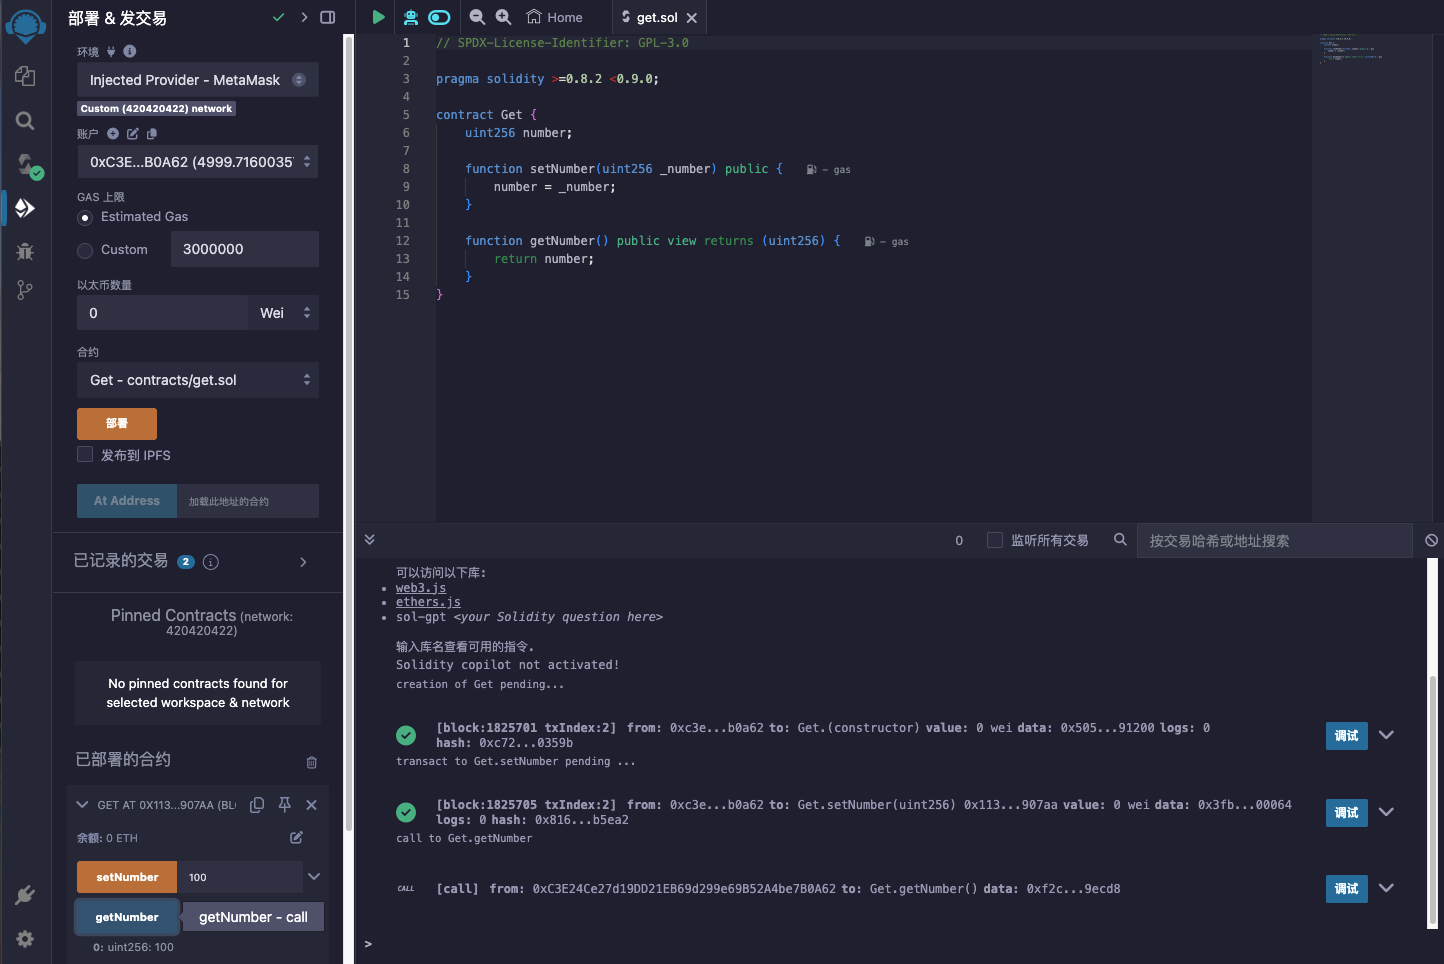 部署 & 发交易
环境
Injected Provider - MetaMask
Custom (420420422) network
账户
0xC3E...B0A62 (4999.7160035
GAS 上限
Estimated Gas
Custom
3000000
以太币数量
0
Wei
合约
Get - contracts/get.sol
部署
发布到 IPFS
At Address
加载此地址的合约
已记录的交易 2
Pinned Contracts (network:
420420422)
No pinned contracts found for
selected workspace & network
已部署的合约
GET AT 0X113...907AA (BL
余额: 0 ETH
setNumber
100
getNumber
getNumber - call
0: uint256: 100
Home
get.sol
1 // SPDX-License-Identifier: GPL-3.0
2
3 pragma solidity >=0.8.2 <0.9.0;
4
5 contract Get {
6 uint256 number;
7
8 function setNumber(uint256 _number) public { - gas
9 number = _number;
10 }
11
12 function getNumber() public view returns (uint256) { - gas
13 return number;
14 }
15 }
0
监听所有交易
按交易哈希或地址搜索
可以访问以下库:
• web3.js
• ethers.js
• sol-gpt <your Solidity question here>
输入库名查看可用的指令.
Solidity copilot not activated!
creation of Get pending...
[block:1825701 txIndex:2] from: 0xc3e...b0a62 to: Get.(constructor) value: 0 wei data: 0x505...91200 logs: 0
hash: 0xc72...0359b
调试
transact to Get.setNumber pending ...
[block:1825705 txIndex:2] from: 0xc3e...b0a62 to: Get.setNumber(uint256) 0x113...907aa value: 0 wei data: 0x3fb...00064
logs: 0 hash: 0x816...b5ea2
调试
call to Get.getNumber
CALL
[call] from: 0xC3E24Ce27d19DD21EB69d299e69B52A4be7B0A62 to: Get.getNumber() data: 0xf2c...9ecd8
调试
>